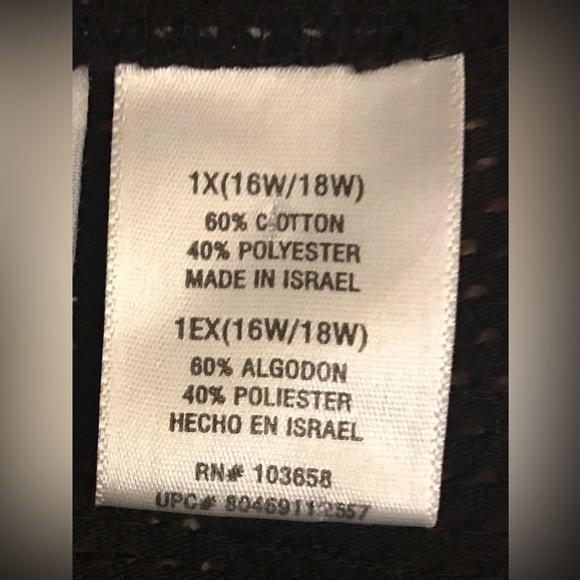 1X(16W/18W)
60% COTTON
40% POLYESTER
MADE IN ISRAEL
1EX(16W/18W)
60% ALGODON
40% POLIESTER
HECHO EN ISRAEL
RN# 103658
UPC#